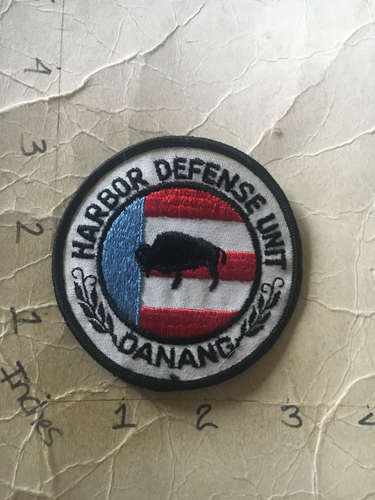 HARBOR DEFENSE UNIT
DANANG
4
3
2
1
Inches
1 2 3